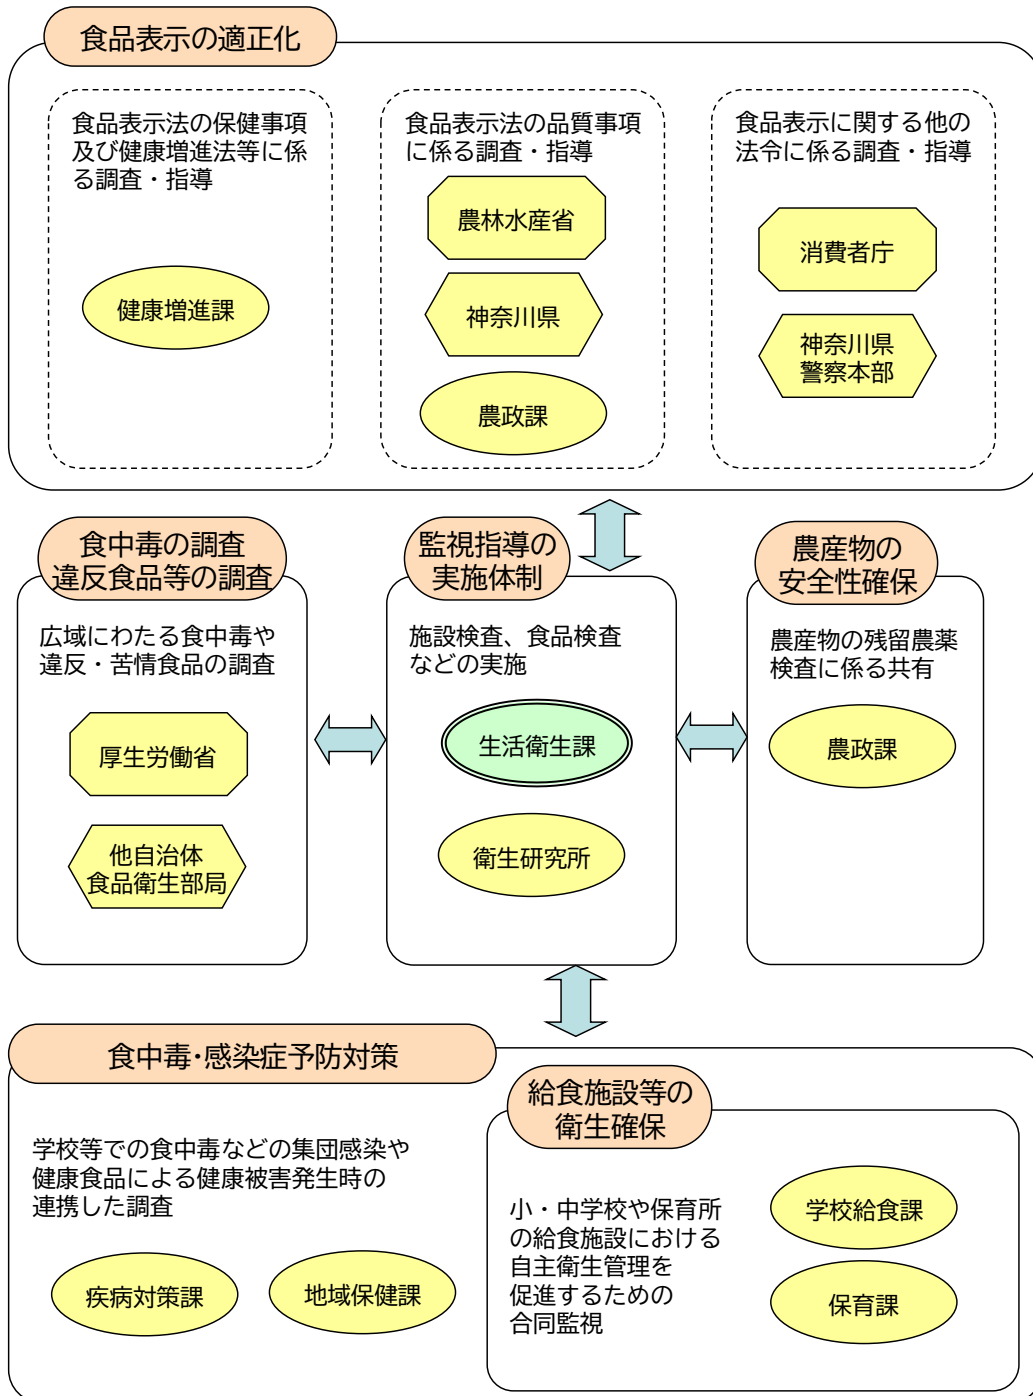 食品表示の適正化
食品表示法の保健事項
及び健康増進法等に係
る調査・指導
健康増進課
食品表示法の品質事項
に係る調査・指導
農林水産省
神奈川県
農政課
食品表示に関する他の
法令に係る調査・指導
消費者庁
神奈川県
警察本部
食中毒の調査
違反食品等の調査
広域にわたる食中毒や
違反・苦情食品の調査
厚生労働省
他自治体
食品衛生部局
監視指導の
実施体制
施設検査、食品検査
などの実施
生活衛生課
衛生研究所
農産物の
安全性確保
農産物の残留農薬
検査に係る共有
農政課
食中毒・感染症予防対策
学校等での食中毒などの集団感染や
健康食品による健康被害発生時の
連携した調査
疾病対策課
地域保健課
給食施設等の
衛生確保
小・中学校や保育所
の給食施設における
自主衛生管理を
促進するための
合同監視
学校給食課
保育課